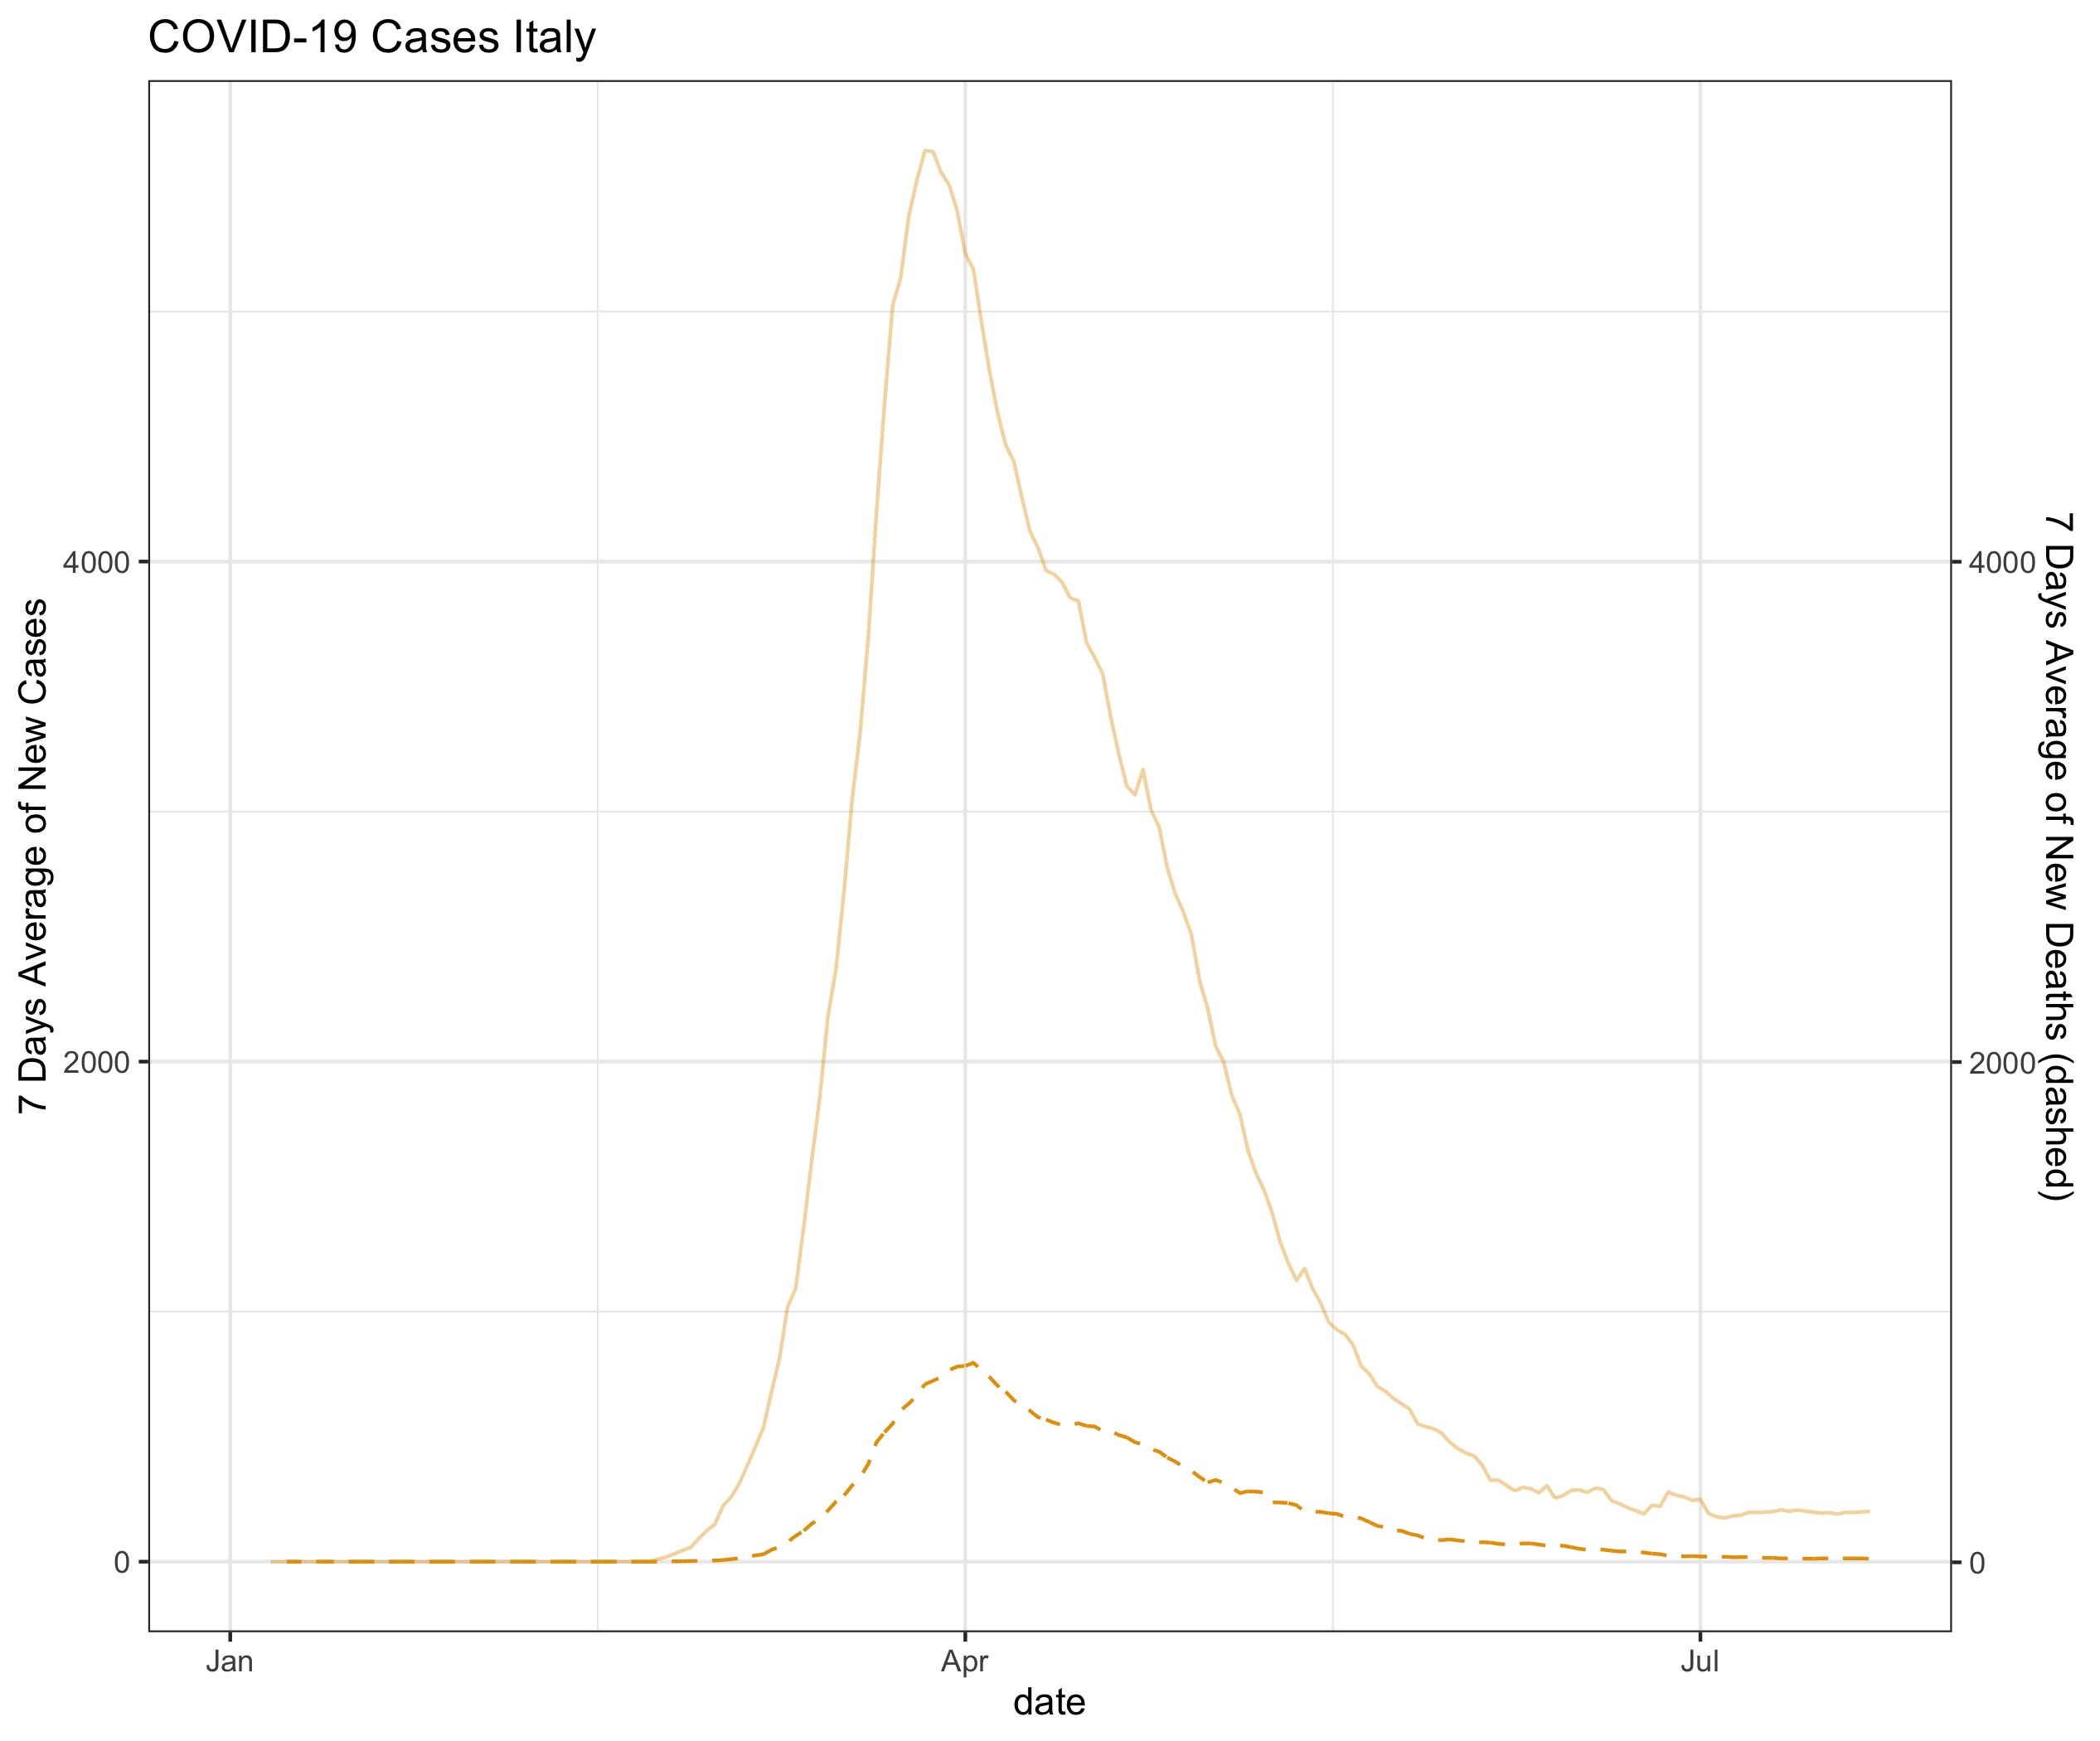 COVID-19 Cases Italy
7 Days Average of New Cases
4000
2000
0
4000
2000
0
7 Days Average of New Deaths (dashed)
Jan
Apr
Jul
date